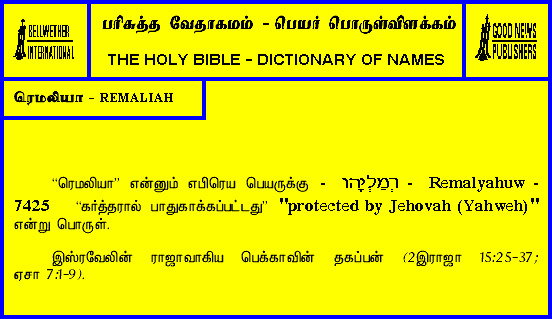 BELLWETHER
INTERNATIONAL
பரிசுத்த வேதாகமம் - பெயர் பொருள்விளக்கம்
THE HOLY BIBLE - DICTIONARY OF NAMES
GOOD NEWS
PUBLISHERS
ரெமலியா - REMALIAH
“ரெமலியா” என்னும் எபிரெய பெயருக்கு - רְמַלְיָהוּ - Remalyahuw -
7425 “கர்த்தரால் பாதுகாக்கப்பட்டது” "protected by Jehovah (Yahweh)"
என்று பொருள்.
இஸ்ரவேலின் ராஜாவாகிய பெக்காவின் தகப்பன் (2இராஜா 15:25-37;
ஏசா 7:1-9).